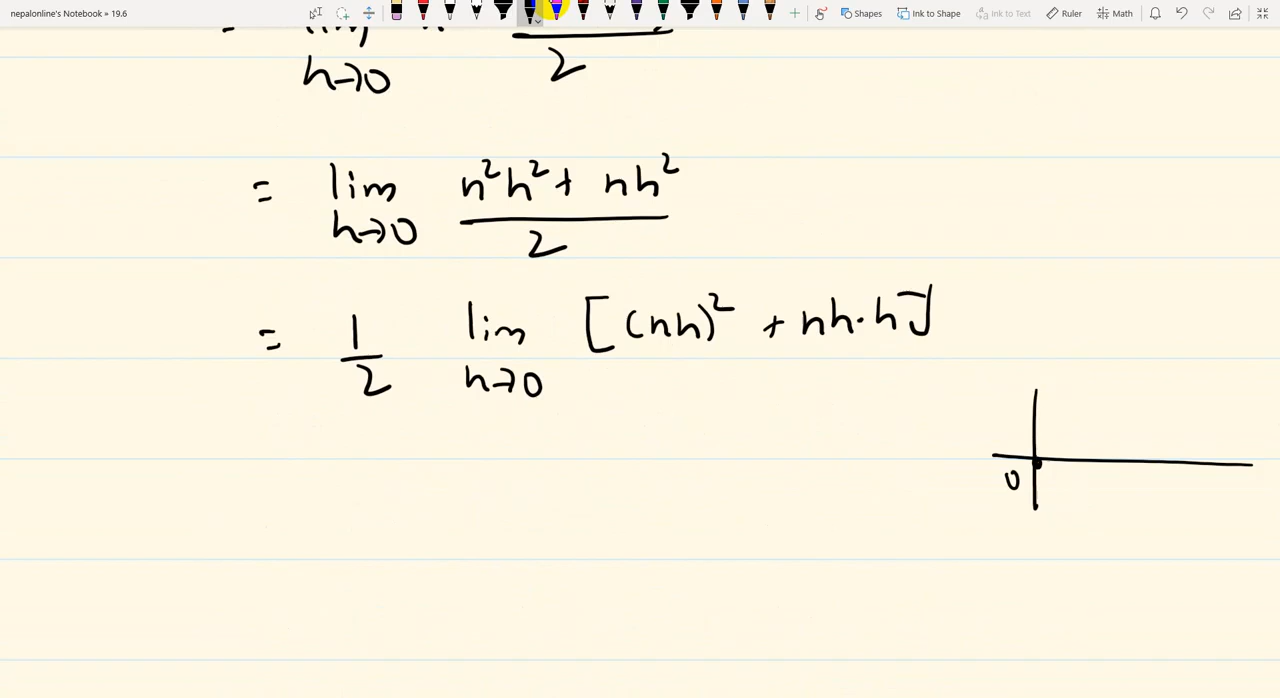 nepalonline's Notebook » 19.6
Shapes Ink to Shape Ink to Text Ruler Math
h→0 2
= lim n²h² + nh²
h→0 2
= 1 lim [(nh)² + nh·h]
2 h→0
0